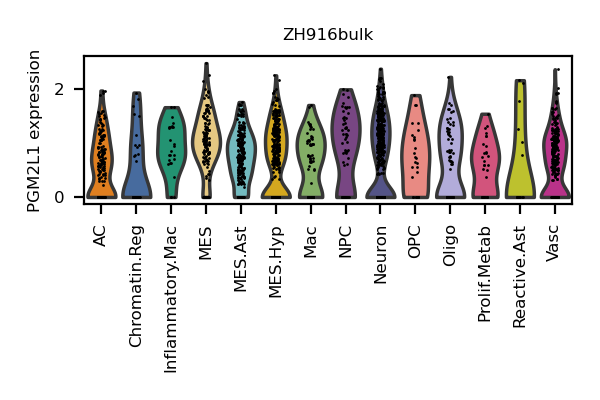 ZH916bulk
PGM2L1 expression
2
0
AC
Chromatin.Reg
Inflammatory.Mac
MES
MES.Ast
MES.Hyp
Mac
NPC
Neuron
OPC
Oligo
Prolif.Metab
Reactive.Ast
Vasc